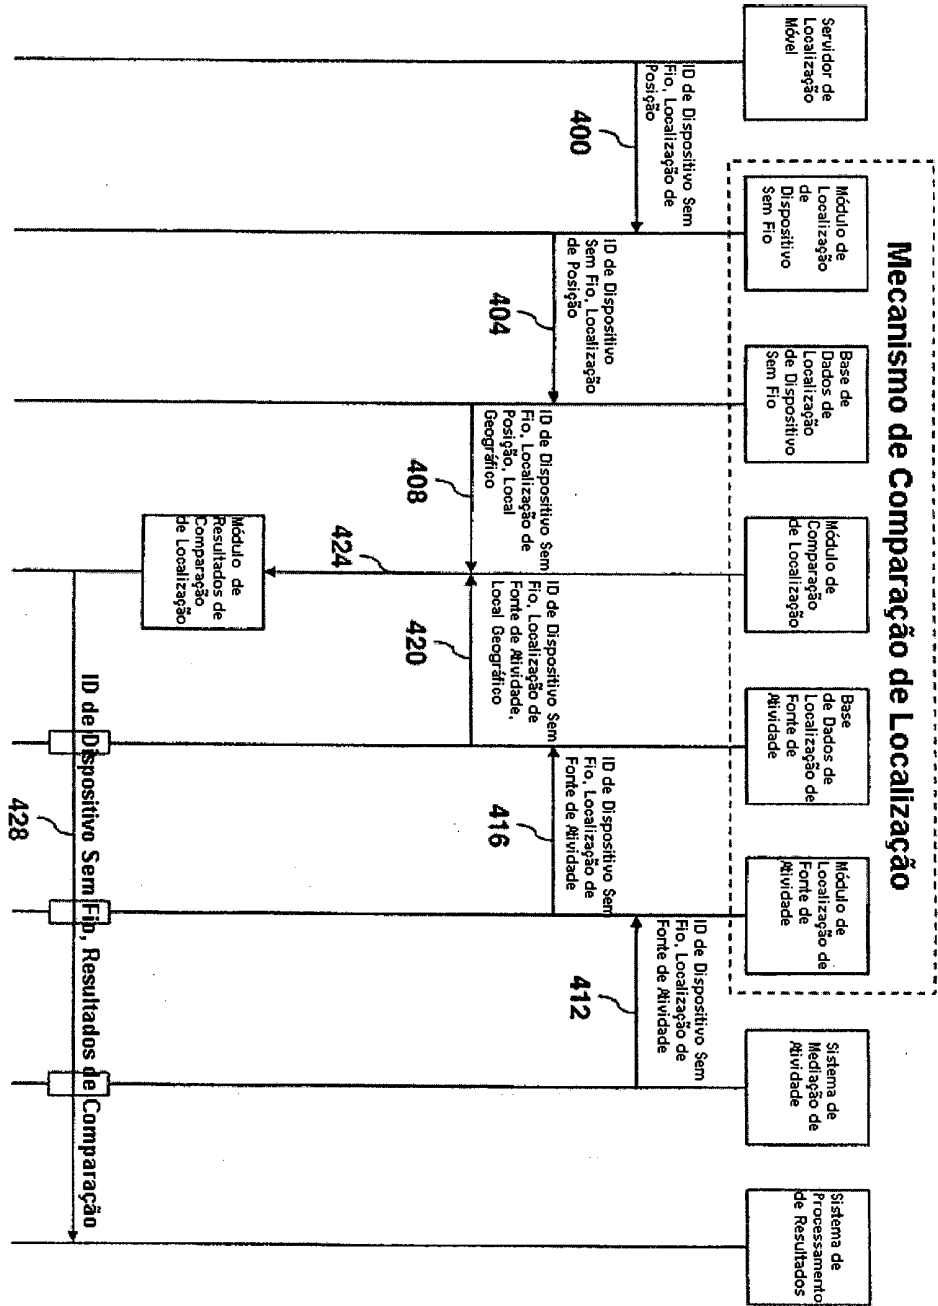 Mecanismo de Comparação de Localização
Servidor de
Localização
Móvel
Módulo de
Localização
de
Dispositivo
Sem Fio
Base de
Dados de
Localização
de Dispositivo
Sem Fio
Módulo de
Comparação
de Localização
Base
de Dados de
Localização de
Fonte de
Atividade
Módulo de
Localização de
Fonte de
Atividade
Sistema de
Mediação de
Atividade
Sistema de
Processamento
de Resultados
ID de Dispositivo Sem
Fio, Localização de
Posição
400
ID de Dispositivo
Sem Fio, Localização
de Posição
404
ID de Dispositivo Sem
Fio, Localização de
Posição, Local
Geográfico
408
ID de Dispositivo Sem
Fio, Localização de
Fonte de Atividade
412
ID de Dispositivo Sem
Fio, Localização de
Fonte de Atividade
416
ID de Dispositivo Sem
Fio, Localização de
Fonte de Atividade,
Local Geográfico
420
424
Módulo de
Resultados de
Comparação
de Localização
ID de Dispositivo Sem Fio, Resultados de Comparação
428